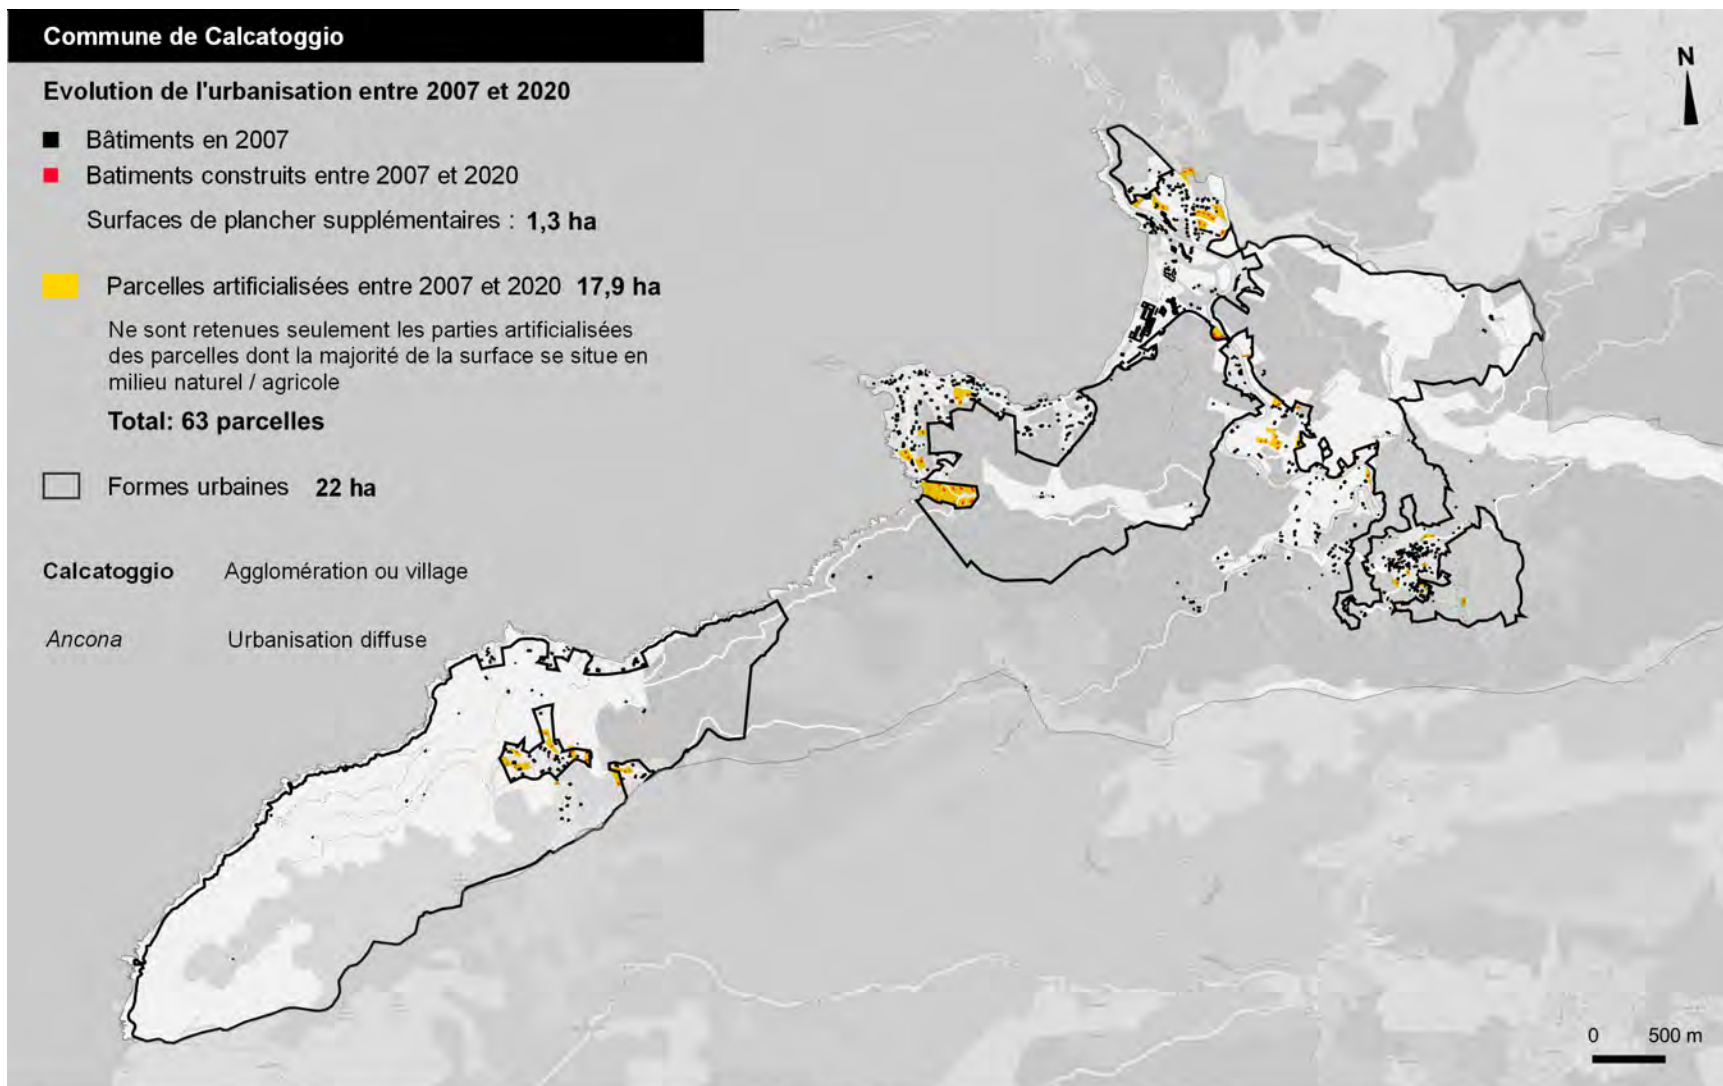 Commune de Calcatoggio
Evolution de l'urbanisation entre 2007 et 2020
Bâtiments en 2007
Batiments construits entre 2007 et 2020
Surfaces de plancher supplémentaires : 1,3 ha
Parcelles artificialisées entre 2007 et 2020 17,9 ha
Ne sont retenues seulement les parties artificialisées
des parcelles dont la majorité de la surface se situe en
milieu naturel / agricole
Total: 63 parcelles
Formes urbaines 22 ha
Calcatoggio Agglomération ou village
Ancona Urbanisation diffuse
N
0 500 m